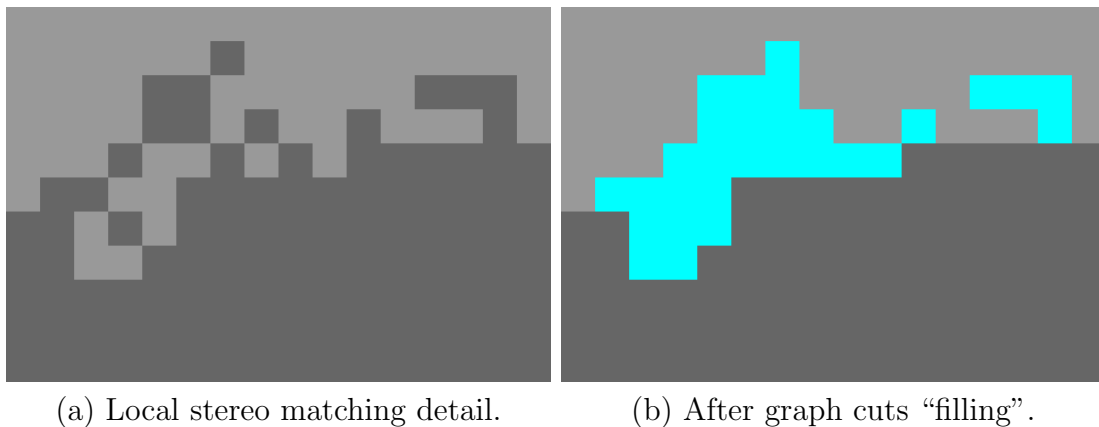 (a) Local stereo matching detail.
(b) After graph cuts “filling”.